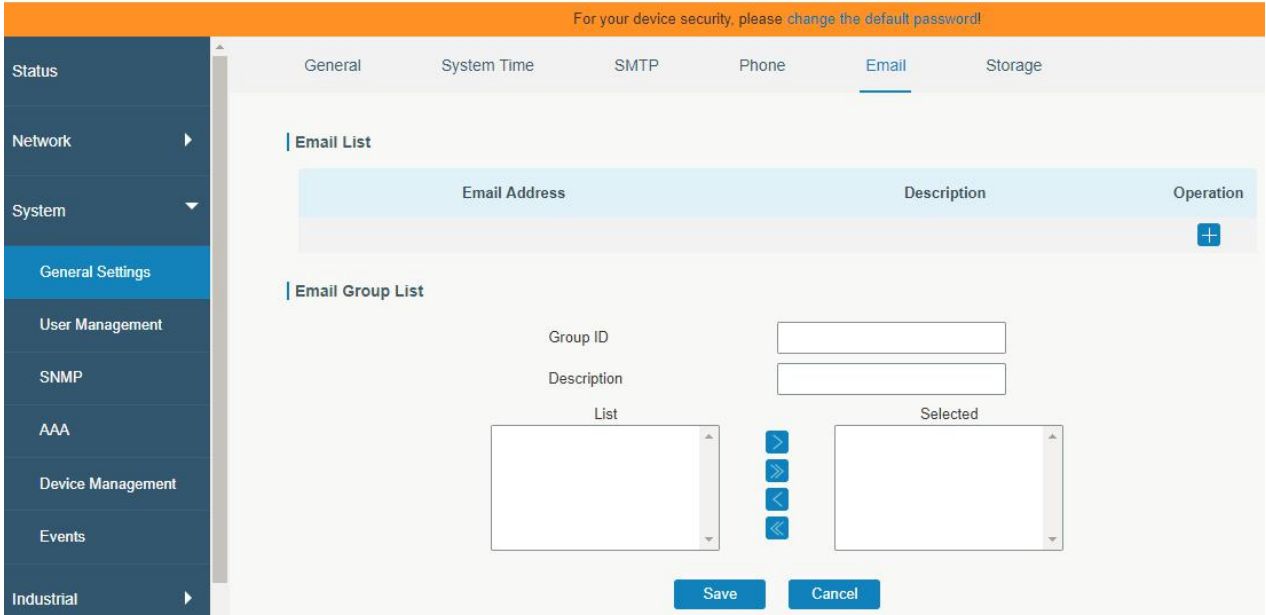 For your device security, please change the default password!
Status
Network
System
General Settings
User Management
SNMP
AAA
Device Management
Events
Industrial
General System Time SMTP Phone Email Storage
Email List
Email Address Description Operation
Email Group List
Group ID
Description
List Selected
Save Cancel